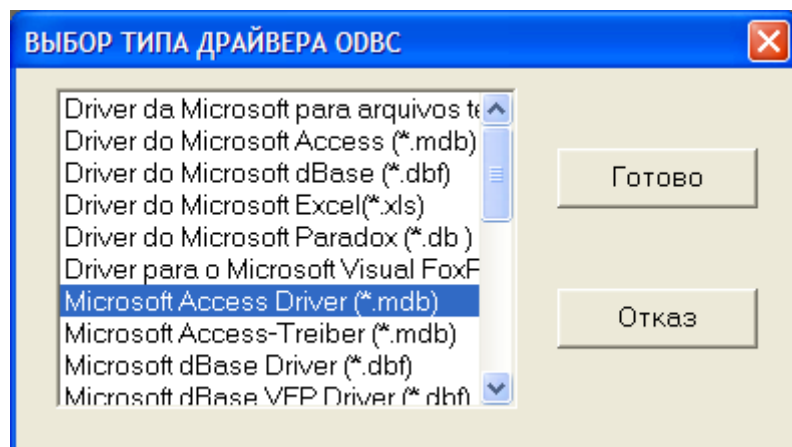 ВЫБОР ТИПА ДРАЙВЕРА ODBC
Driver da Microsoft para arquivos
Driver do Microsoft Access (*.mdb)
Driver do Microsoft dBase (*.dbf)
Driver do Microsoft Excel(*.xls)
Driver do Microsoft Paradox (*.db )
Driver para o Microsoft Visual
Microsoft Access Driver (*.mdb)
Microsoft Access-Treiber (*.mdb)
Microsoft dBase Driver (*.dbf)
Microsoft dBase VFP Driver (*.dbf)
Готово
Отказ